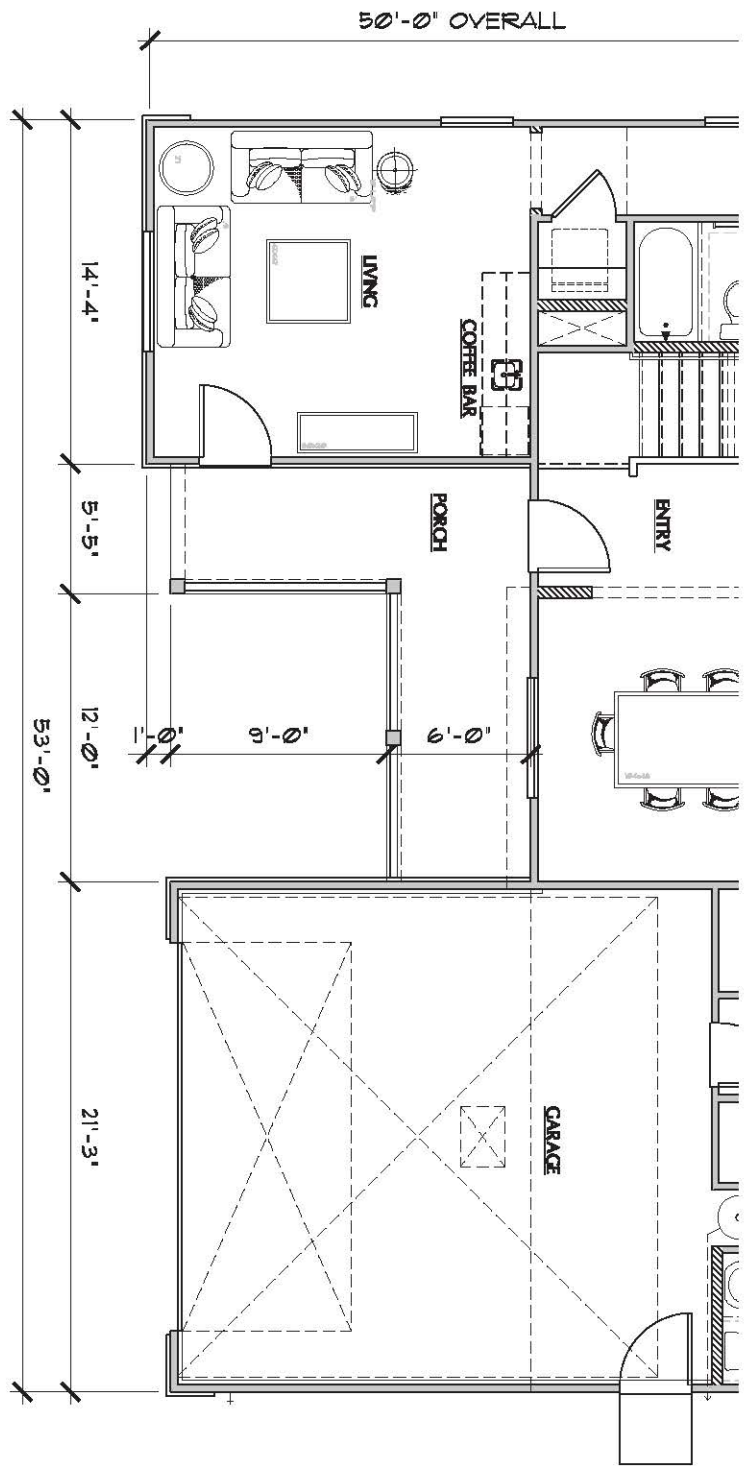 50'-0" OVERALL
LIVING
COFFEE BAR
14'-4"
PORCH
ENTRY
5'-5"
12'-0"
1'-0"
9'-0"
6'-0"
53'-0"
GARAGE
21'-3"